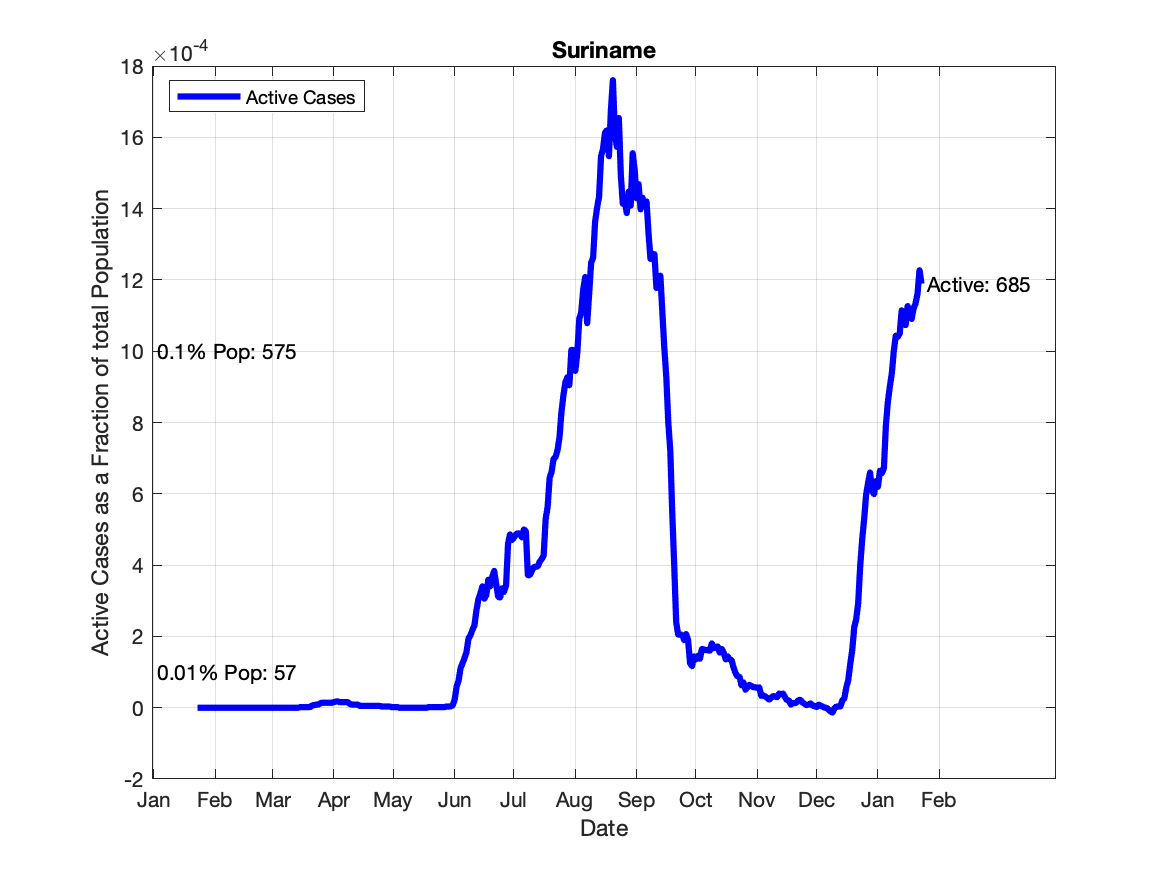 Suriname
×10-4
18
16
14
12
10
8
6
4
2
0
-2
Active Cases
Active: 685
0.1% Pop: 575
0.01% Pop: 57
Active Cases as a Fraction of total Population
Jan Feb Mar Apr May Jun Jul Aug Sep Oct Nov Dec Jan Feb
Date